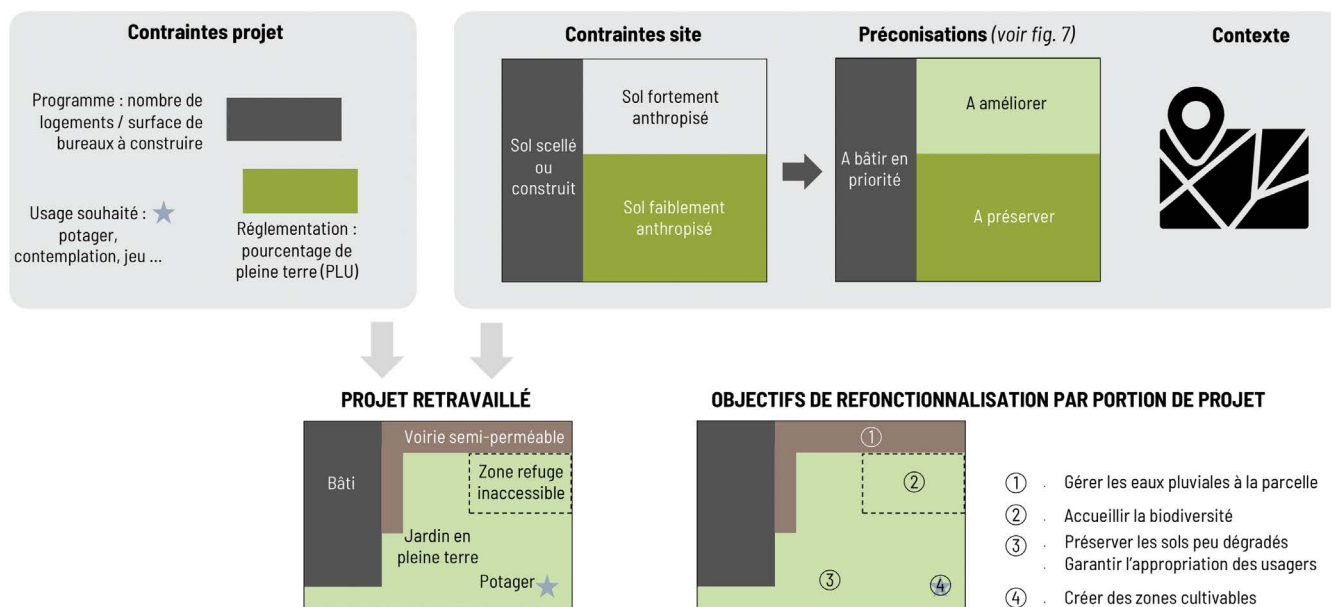 Contraintes projet
Programme : nombre de
logements / surface de
bureaux à construire
Usage souhaité :
potager,
contemplation, jeu ...
Réglementation :
pourcentage de
pleine terre (PLU)
Contraintes site
Sol scellé
ou
construit
Sol fortement
anthropisé
Sol faiblement
anthropisé
Préconisations (voir fig. 7)
A bâtir en
priorité
A améliorer
A préserver
Contexte
PROJET RETRAVAILLÉ
Bâti
Voirie semi-perméable
Zone refuge
inaccessible
Jardin en
pleine terre
Potager
OBJECTIFS DE REFONCTIONNALISATION PAR PORTION DE PROJET
①
②
③
④
① . Gérer les eaux pluviales à la parcelle
② . Accueillir la biodiversité
③ . Préserver les sols peu dégradés
. Garantir l'appropriation des usagers
④ . Créer des zones cultivables